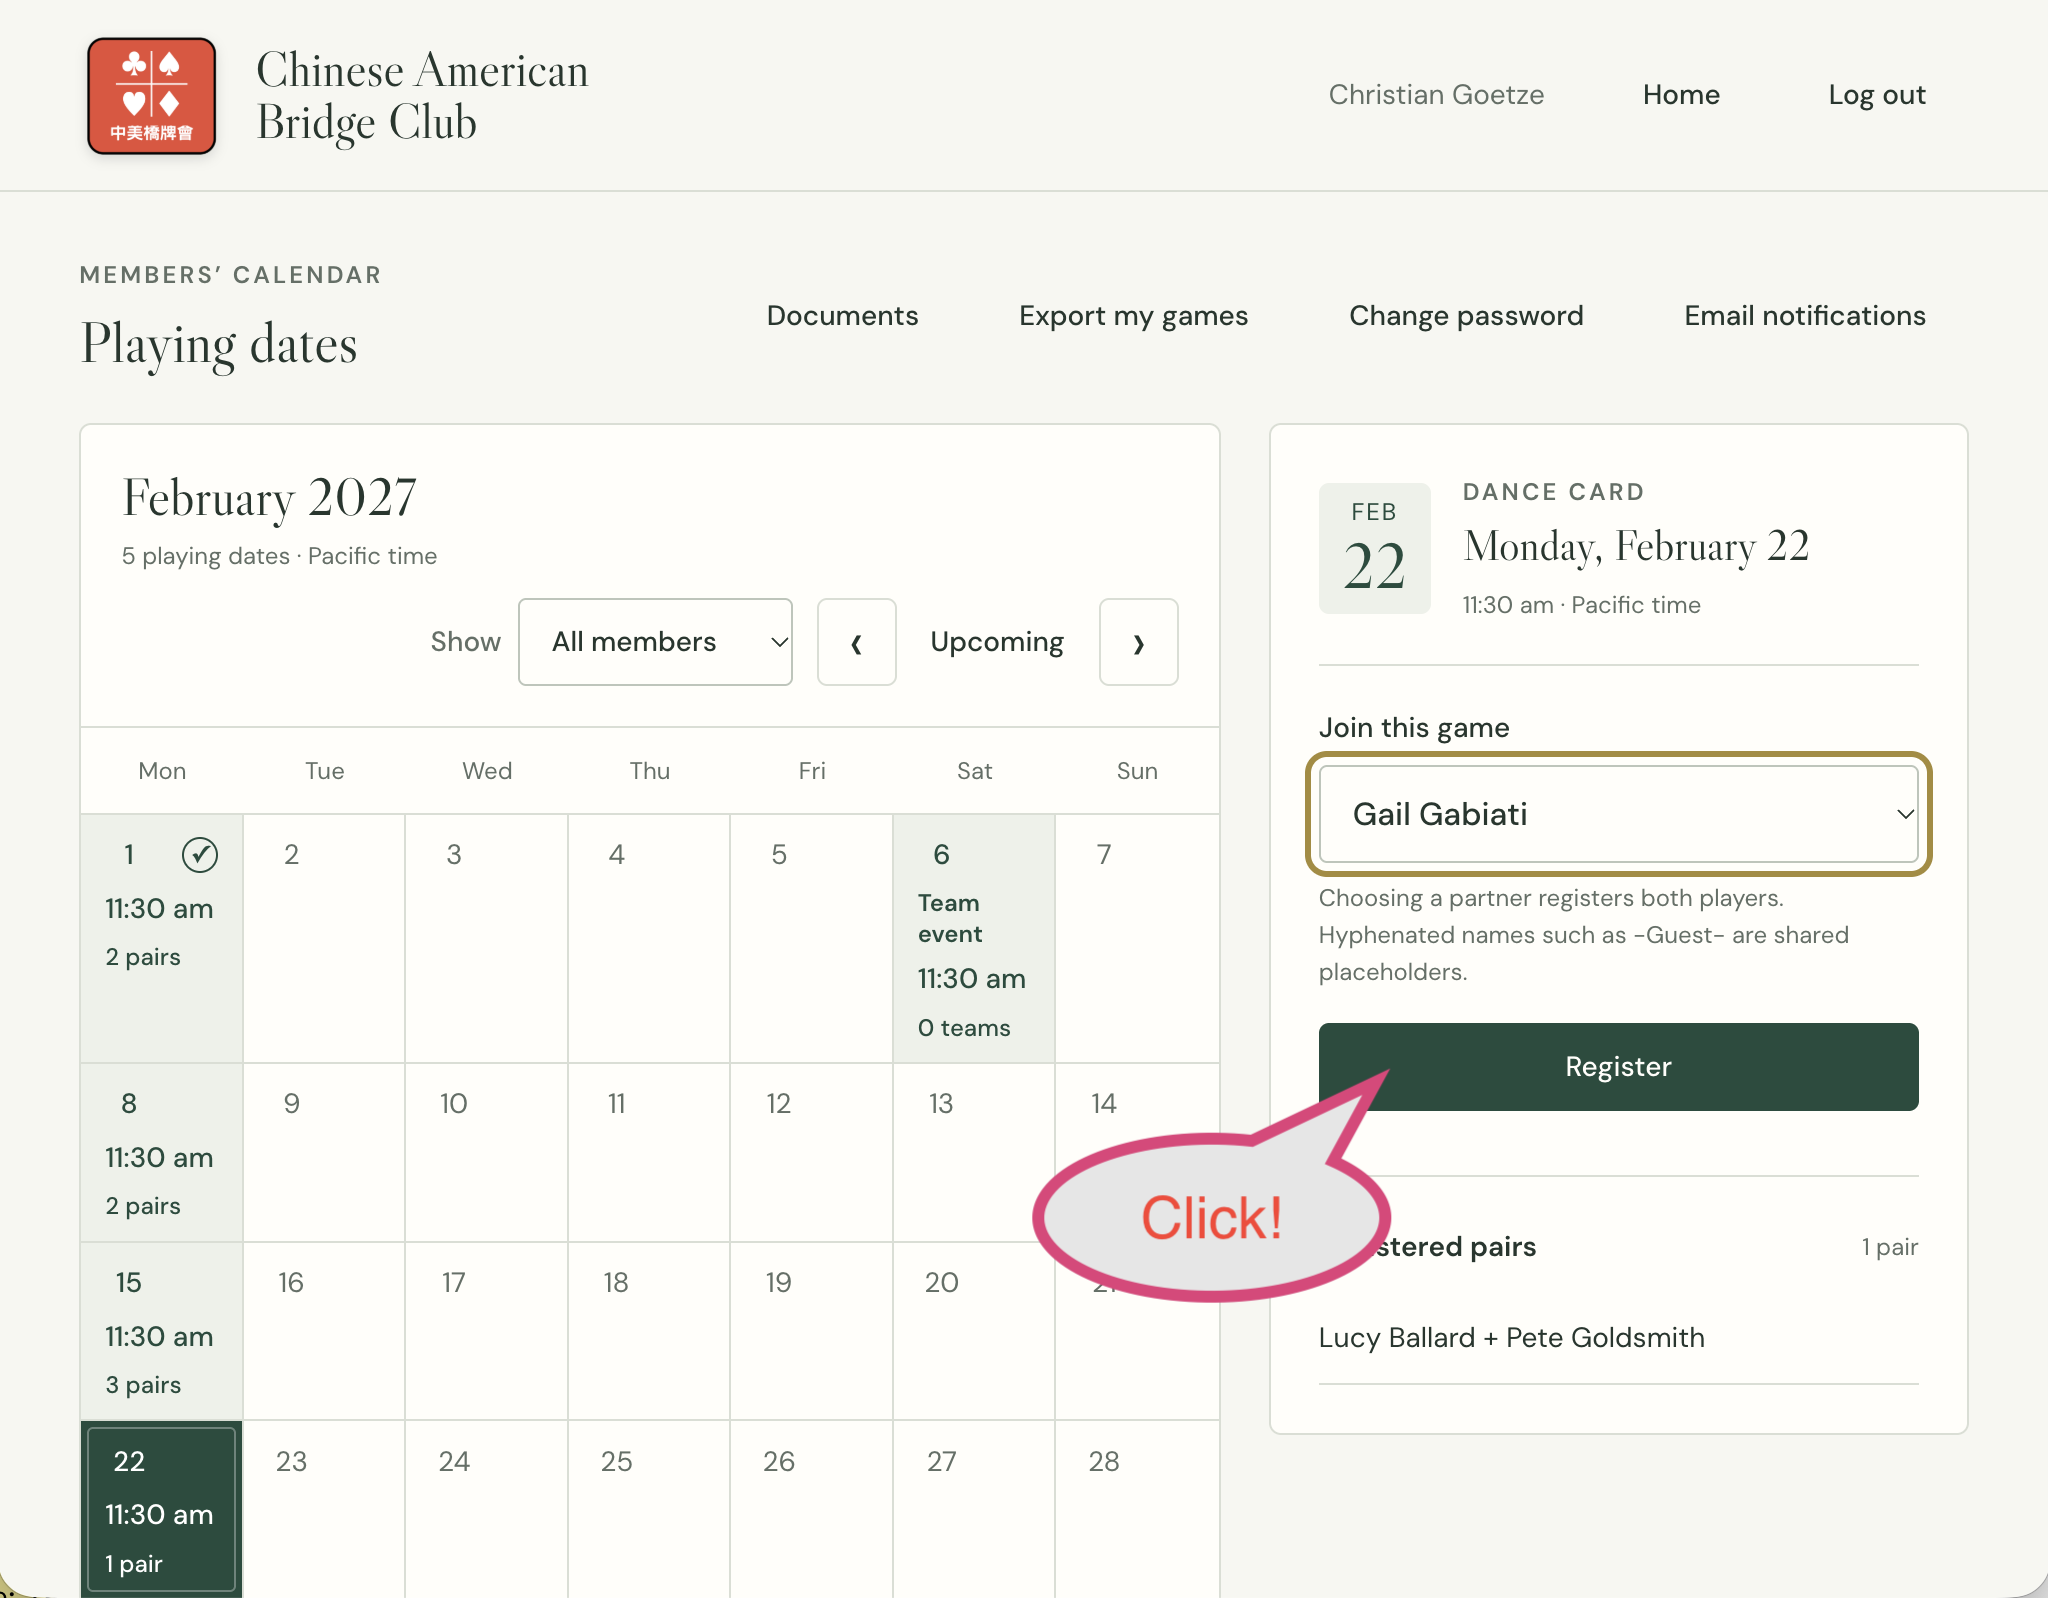 中美橋牌會
Chinese American
Bridge Club
Christian Goetze
Home
Log out
MEMBERS’ CALENDAR
Playing dates
Documents
Export my games
Change password
Email notifications
February 2027
5 playing dates · Pacific time
Show
All members
‹
Upcoming
›
Mon
Tue
Wed
Thu
Fri
Sat
Sun
1
11:30 am
2 pairs
2
3
4
5
6
Team
event
11:30 am
0 teams
7
8
11:30 am
2 pairs
9
10
11
12
13
14
15
11:30 am
3 pairs
16
17
18
19
20
22
11:30 am
1 pair
23
24
25
26
27
28
FEB
22
DANCE CARD
Monday, February 22
11:30 am · Pacific time
Join this game
Gail Gabiati
Choosing a partner registers both players.
Hyphenated names such as -Guest- are shared
placeholders.
Register
Click!
stered pairs
1 pair
Lucy Ballard + Pete Goldsmith